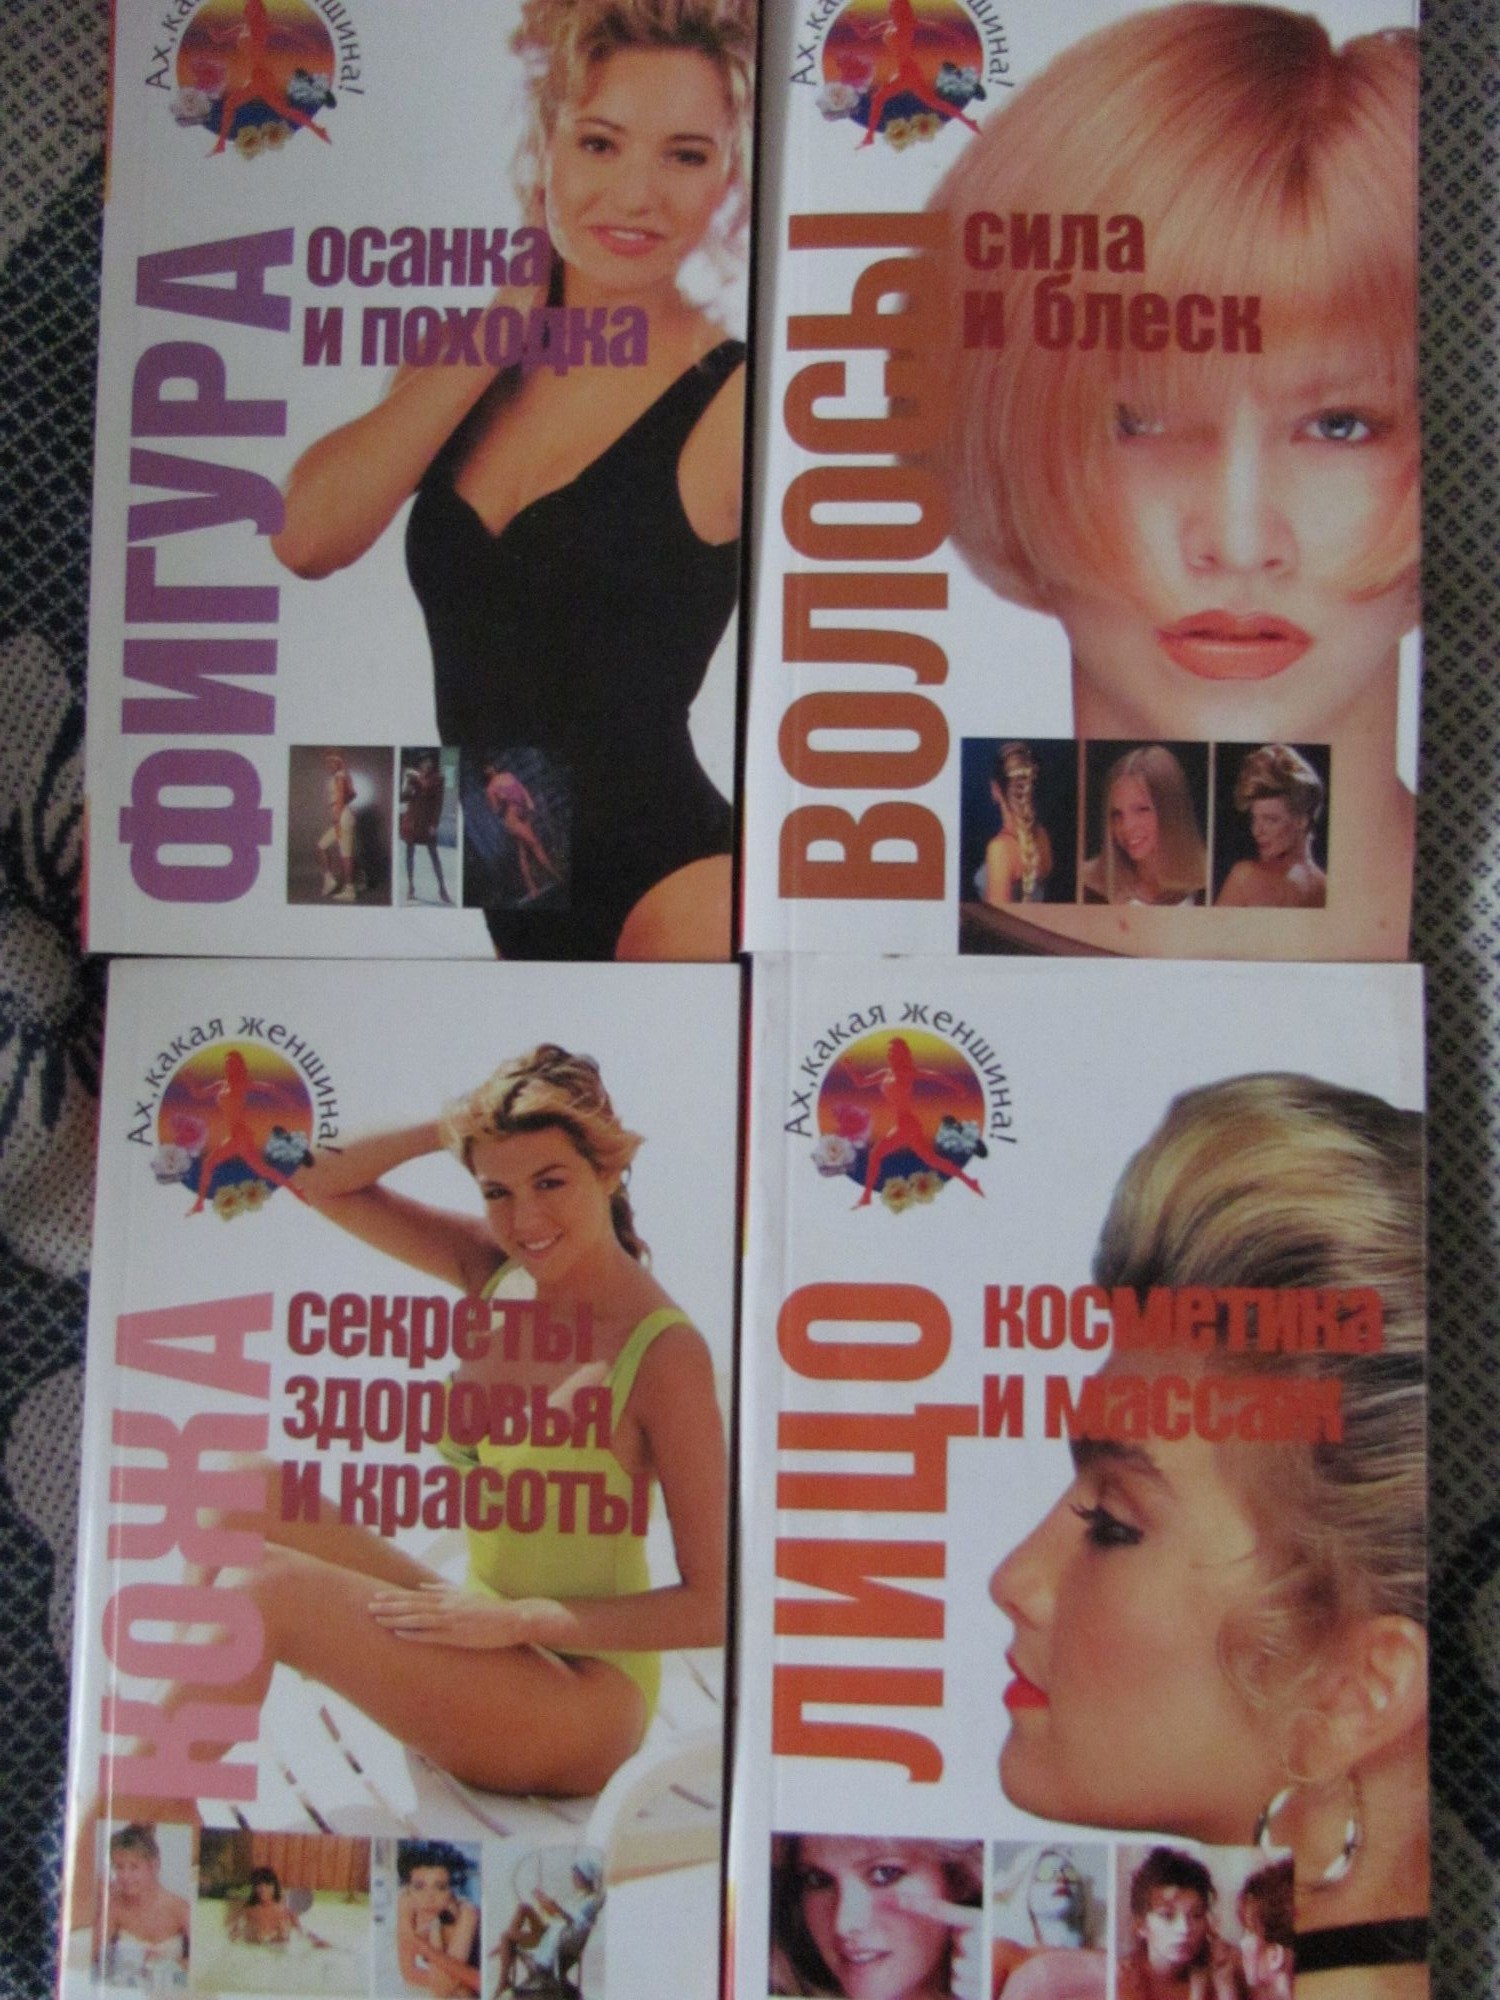 Ах, какая женщина!
ФИГУРА
осанка
и походка
Ах, какая женщина!
ВОЛОСЫ
сила
и блеск
Ах, какая женщина!
КОЖА
секреты
здоровья
и красоты
Ах, какая женщина!
ЛИЦО
косметика
и массаж